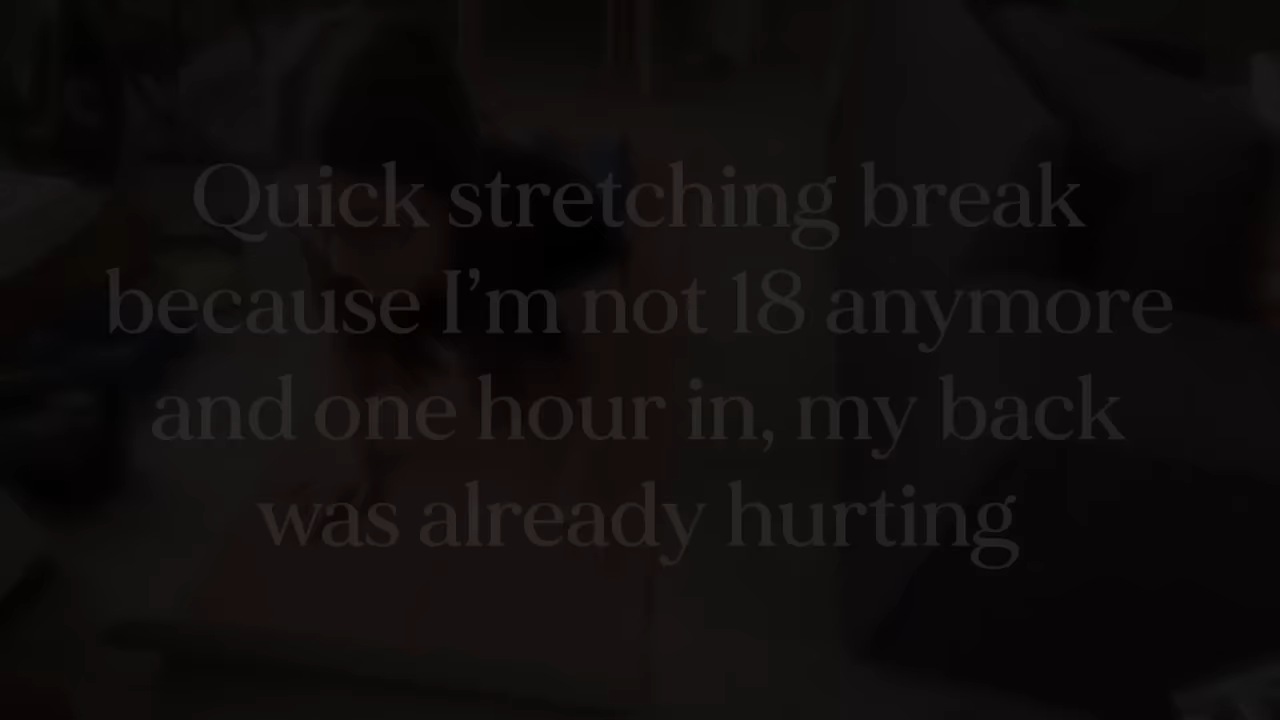 Quick stretching break
because I’m not 18 anymore
and one hour in, my back
was already hurting